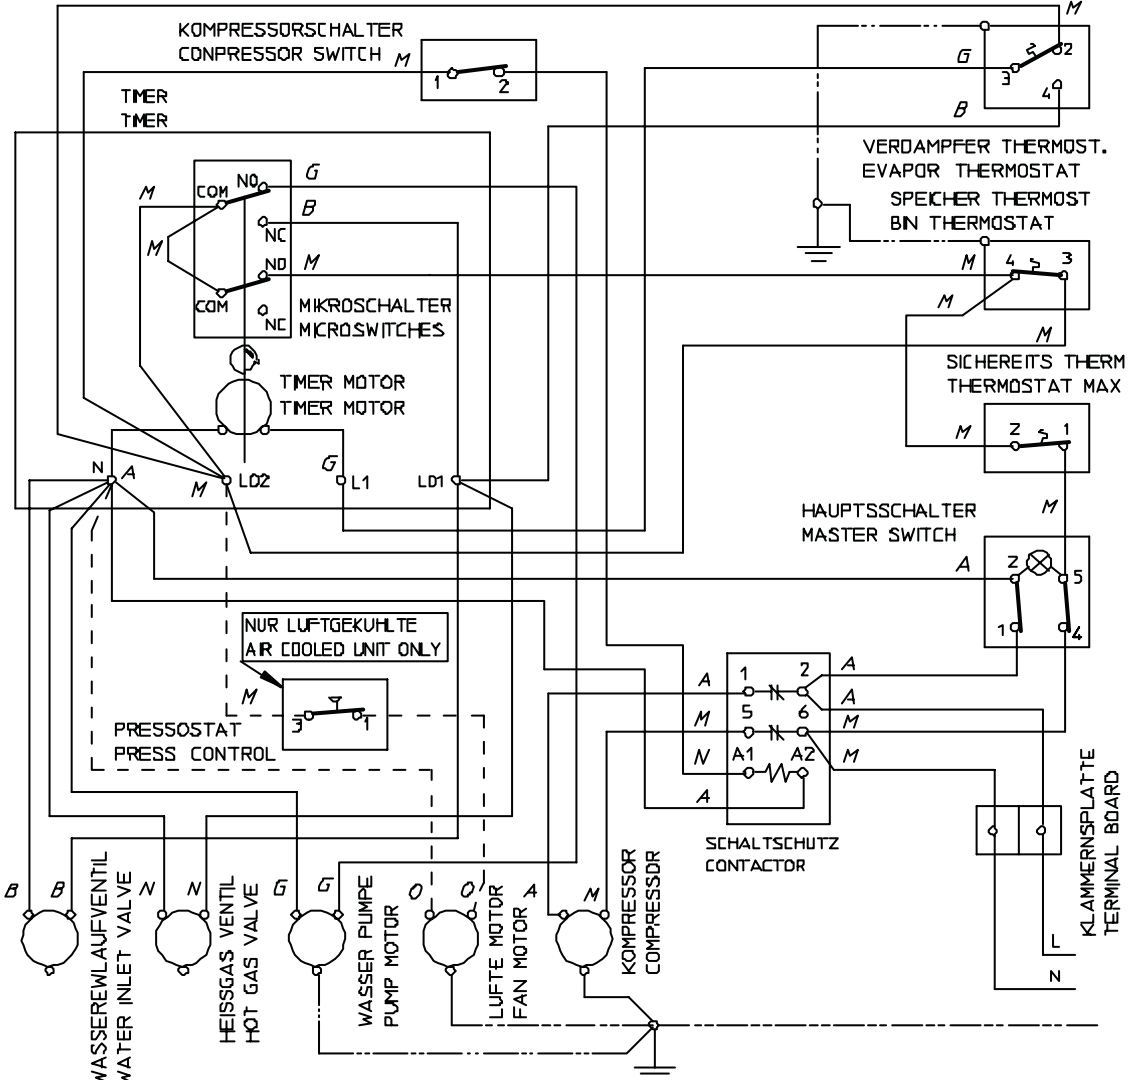 M
KOMPRESSORSCHALTER
CONPRESSOR SWITCH
M
1
2
G
3
2
4
B
TIMER
TIMER
VERDAMPFER THERMOST.
EVAPOR THERMOSTAT
SPEICHER THERMOST
BIN THERMOSTAT
COM
NO
G
M
B
NC
M
NO
M
COM
NC
MIKROSCHALTER
MICROSWITCHES
M
4
3
M
M
SICHEREITS THERM
THERMOSTAT MAX
TIMER MOTOR
TIMER MOTOR
M
2
1
N
A
M
LO2
G
L1
LO1
M
HAUPTSSCHALTER
MASTER SWITCH
A
2
5
1
4
NUR LUFTGEKUHLTE
AIR COOLED UNIT ONLY
M
3
1
PRESSOSTAT
PRESS CONTROL
A
1
2
A
A
M
5
6
M
N
A1
A2
M
A
SCHALTSCHUTZ
CONTACTOR
KLAMMERNSPLATTE
TERMINAL BOARD
L
N
B
B
N
N
G
G
O
O
A
M
WASSEREWLAUFVENTIL
WATER INLET VALVE
HEISSGAS VENTIL
HOT GAS VALVE
WASSER PUMPE
PUMP MOTOR
LUFTE MOTOR
FAN MOTOR
KOMPRESSOR
COMPRESSOR